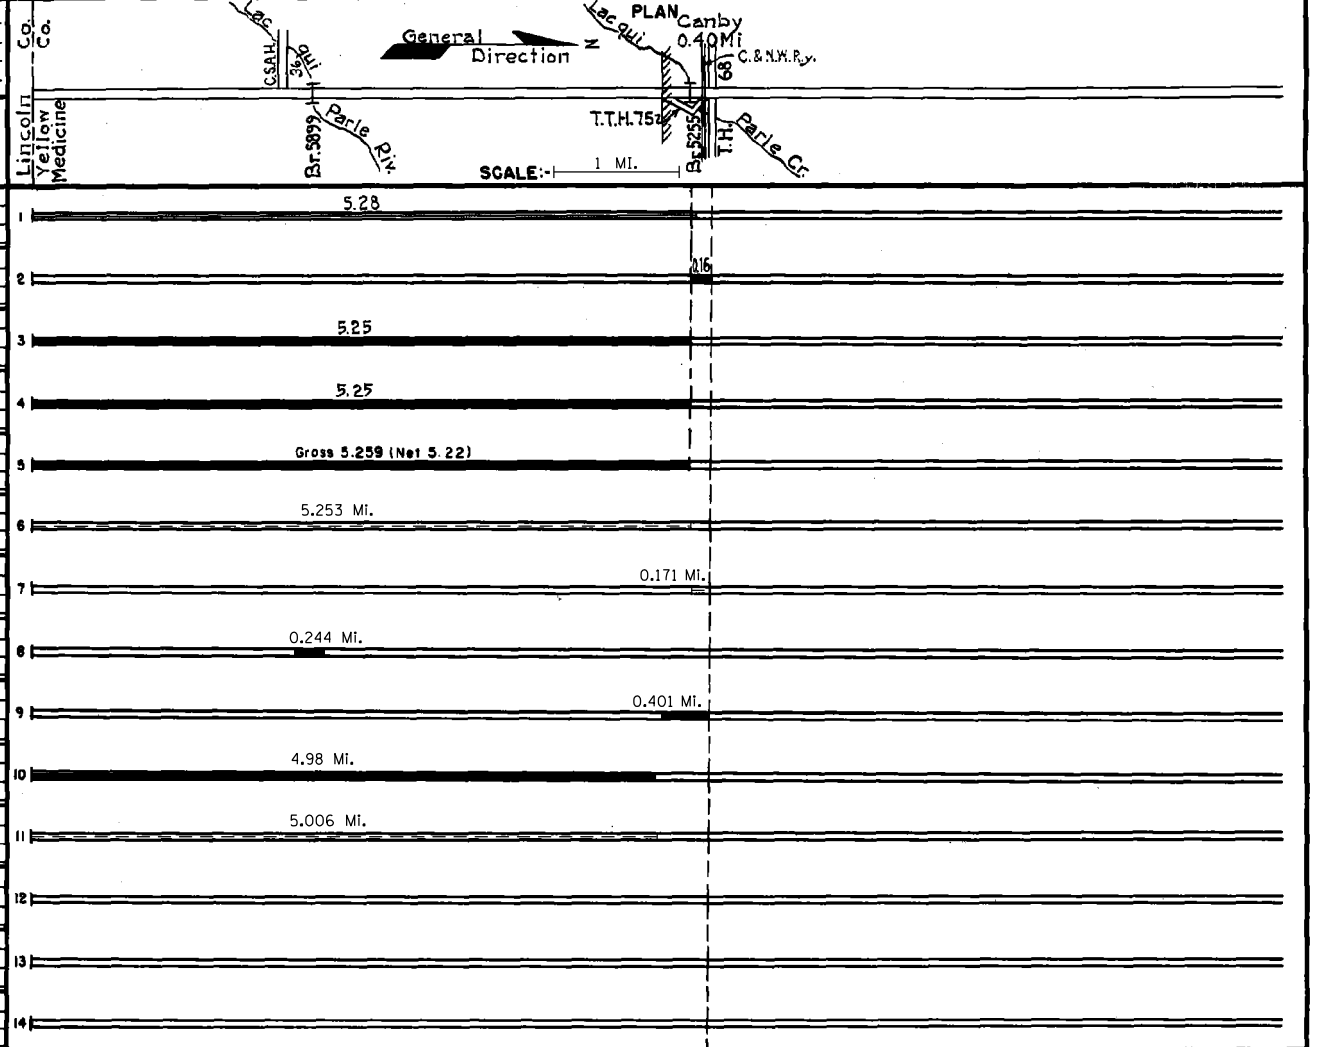 PLAN
Lincoln Co.
Yellow Medicine Co.
Lac qui Parle Riv.
C.S.A.H. 36
Br. 5899
General Direction
N
Lac qui Parle Cr.
Canby
0.40 Mi
C.& N.W. R.y.
T.H. 68
T.T.H. 75
Br. 5255
SCALE:- 1 MI.
1 5.28
2 0.16
3 5.25
4 5.25
5 Gross 5.259 (Net 5.22)
6 5.253 Mi.
7 0.171 Mi.
8 0.244 Mi.
9 0.401 Mi.
10 4.98 Mi.
11 5.006 Mi.
12
13
14